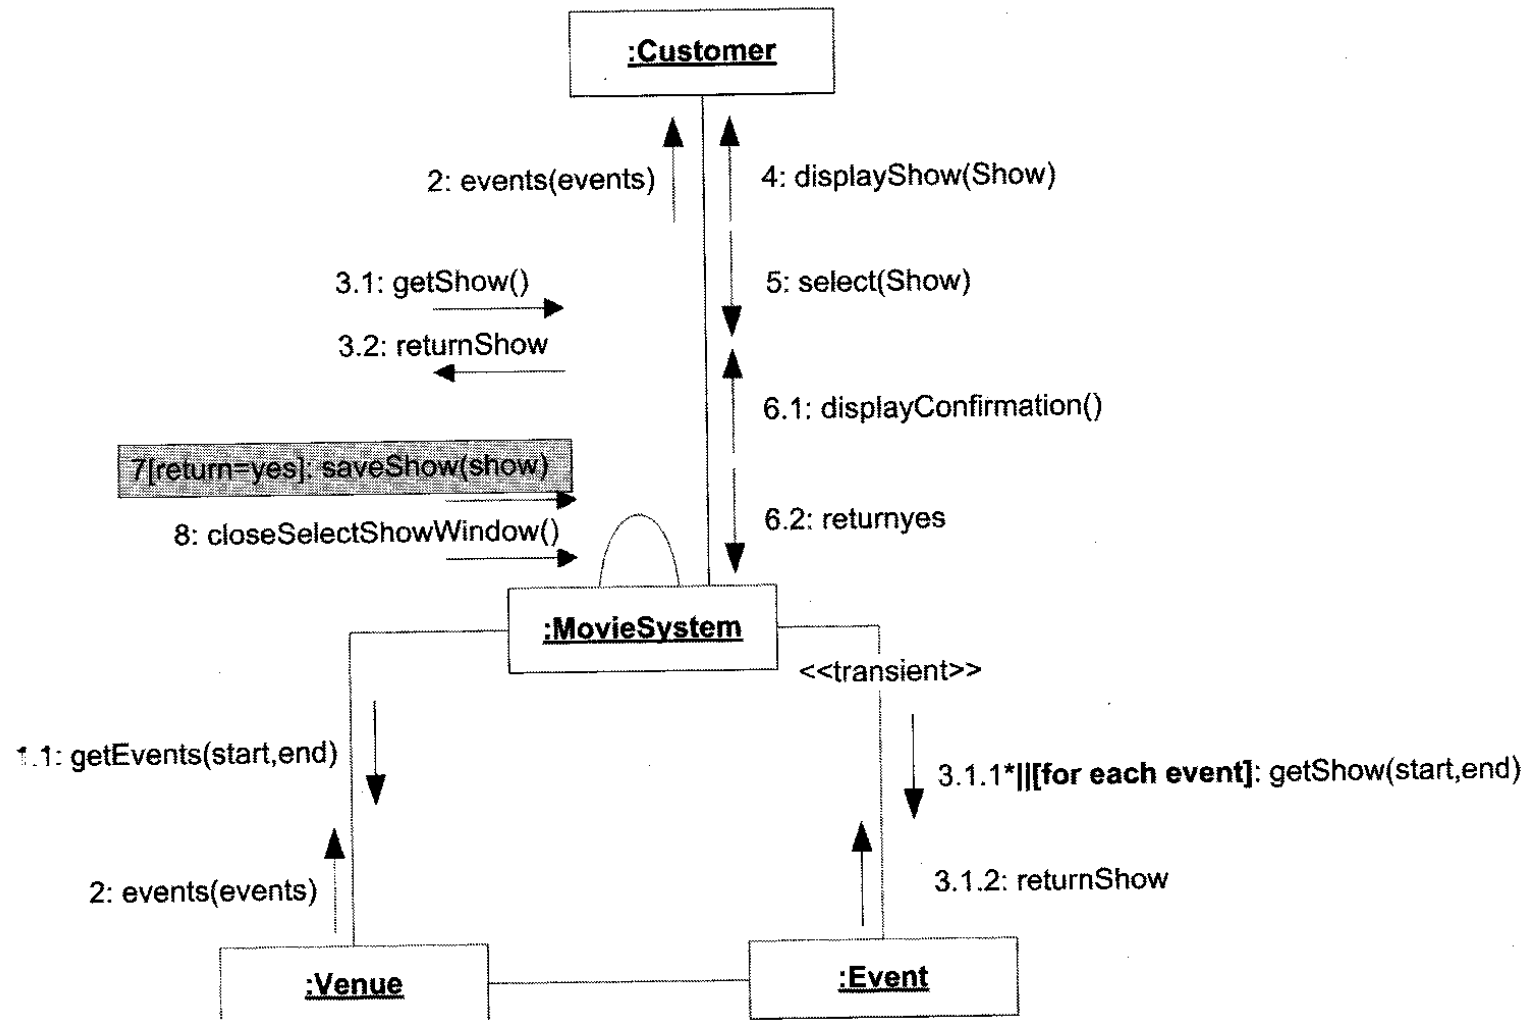 :Customer
2: events(events)
4: displayShow(Show)
3.1: getShow()
5: select(Show)
3.2: returnShow
6.1: displayConfirmation()
7[return=yes]: saveShow(show)
6.2: returnyes
8: closeSelectShowWindow()
:MovieSystem
<<transient>>
1.1: getEvents(start,end)
3.1.1*||[for each event]: getShow(start,end)
2: events(events)
3.1.2: returnShow
:Venue
:Event